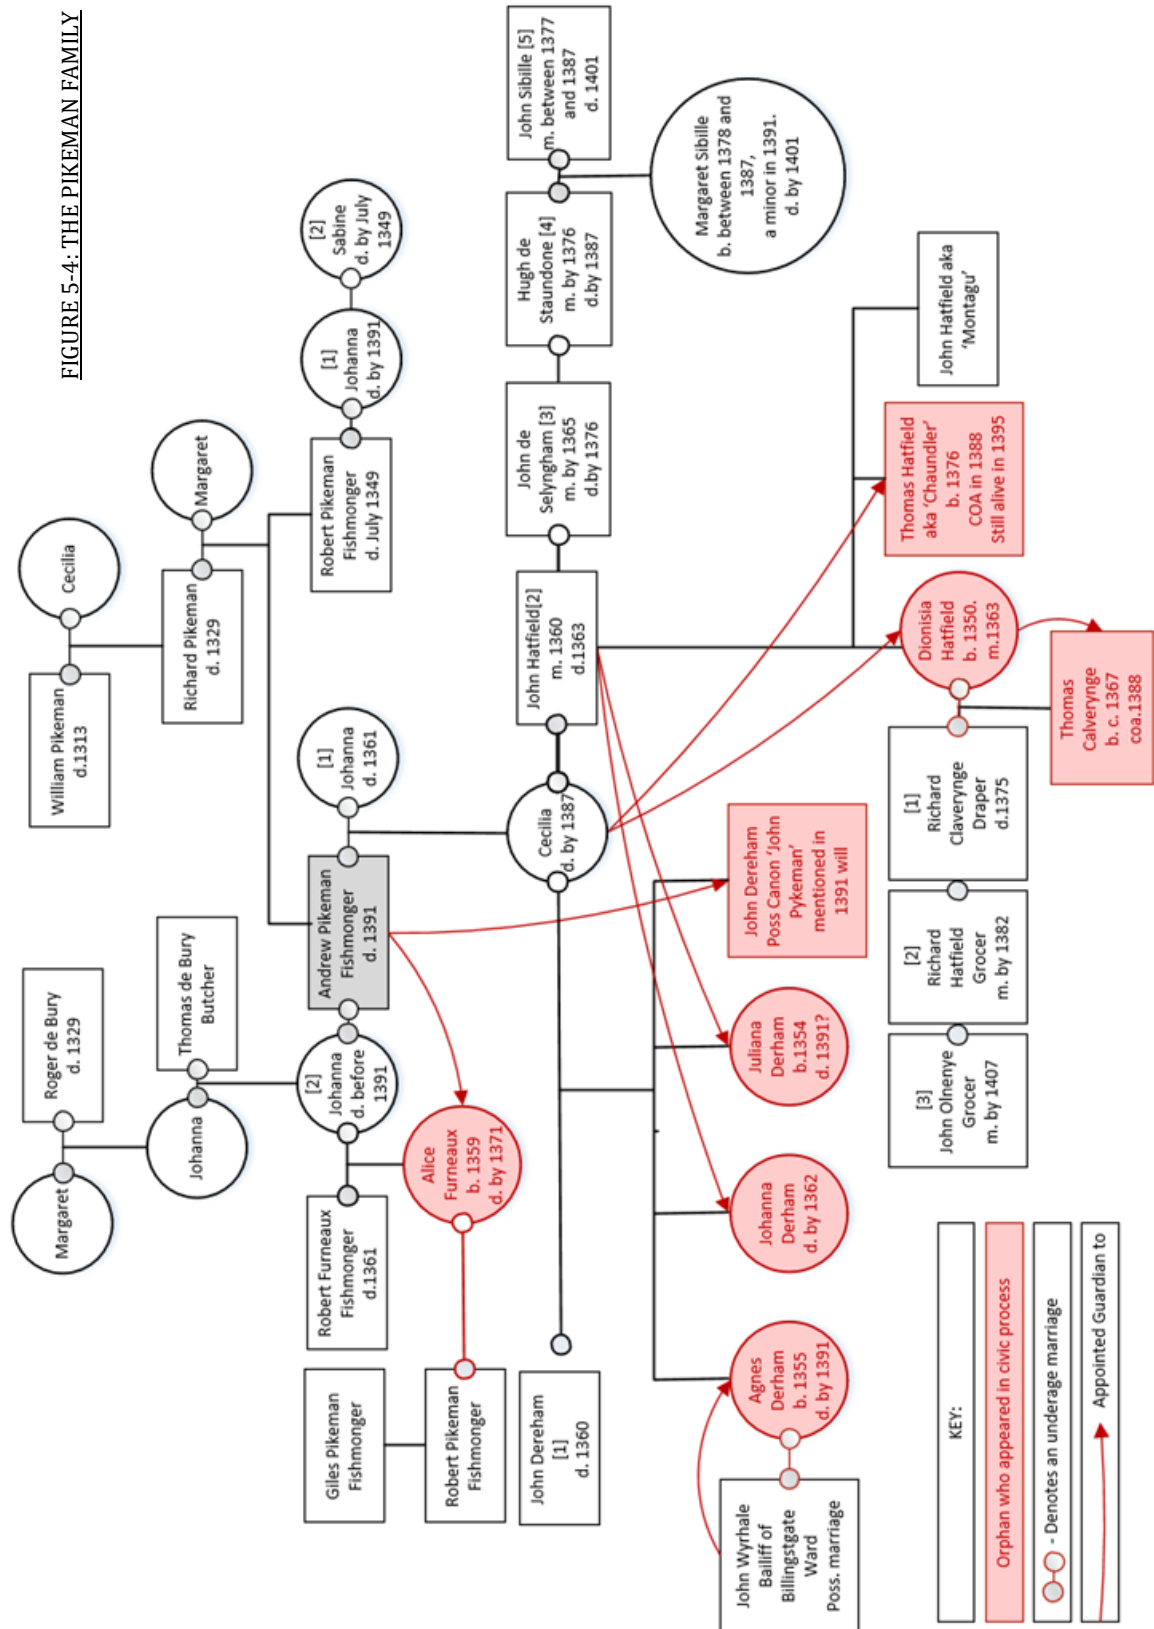 FIGURE 5-4: THE PIKEMAN FAMILY
William Pikeman
d.1313
Cecilia
Richard Pikeman
d. 1329
Margaret
Roger de Bury
d. 1329
Margaret
Johanna
Thomas de Bury
Butcher
Robert Furneaux
Fishmonger
d.1361
[2]
Johanna
d. before
1391
Andrew Pikeman
Fishmonger
d. 1391
[1]
Johanna
d. 1361
Robert Pikeman
Fishmonger
d. July 1349
[1]
Johanna
d. by 1391
[2]
Sabine
d. by July
1349
Giles Pikeman
Fishmonger
Robert Pikeman
Fishmonger
Alice
Furneaux
b. 1359
d. by 1371
John Dereham
[1]
d. 1360
Cecilia
d. by 1387
John Hatfield[2]
m. 1360
d.1363
John de
Selyngham [3]
m. by 1365
d.by 1376
Hugh de
Staundone [4]
m. by 1376
d.by 1387
John Sibille [5]
m. between 1377
and 1387
d. 1401
Margaret Sibille
b. between 1378 and
1387,
a minor in 1391.
d. by 1401
John Wyrhale
Bailiff of
Billingstgate
Ward
Poss. marriage
Agnes
Derham
b. 1355
d. by 1391
Johanna
Derham
d. by 1362
Juliana
Derham
b.1354
d. 1391?
John Dereham
Poss Canon 'John
Pykeman'
mentioned in
1391 will
Dionisia
Hatfield
b. 1350.
m.1363
Thomas Hatfield
aka 'Chaundler'
b. 1376
COA in 1388
Still alive in 1395
John Hatfield aka
'Montagu'
[3]
John Olnenye
Grocer
m. by 1407
[2]
Richard
Hatfield
Grocer
m. by 1382
[1]
Richard
Claverynge
Draper
d.1375
Thomas
Calverynge
b. c. 1367
coa.1388
KEY:
Orphan who appeared in civic process
- Denotes an underage marriage
Appointed Guardian to